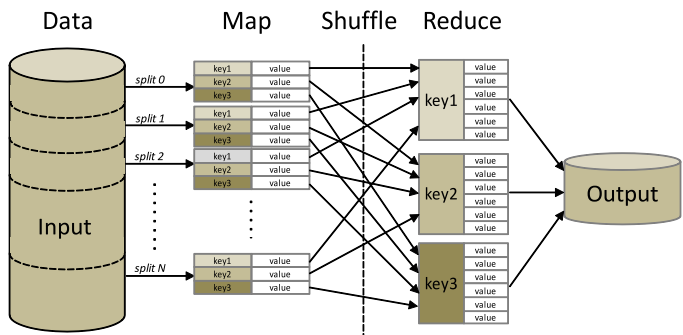 Data Map Shuffle Reduce
split 0
key1 value
key2 value
key3 value
split 1
key1 value
key2 value
key3 value
split 2
key1 value
key2 value
key3 value
split N
key1 value
key2 value
key3 value
Input
key1
value
value
value
value
value
value
key2
value
value
value
value
value
value
key3
value
value
value
value
value
value
Output